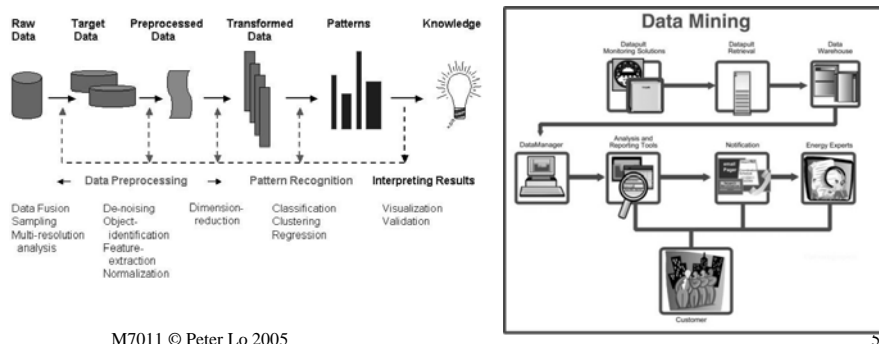 Raw Data
Target Data
Preprocessed Data
Transformed Data
Patterns
Knowledge
Data Preprocessing
Pattern Recognition
Interpreting Results
Data Fusion
Sampling
Multi-resolution
analysis
De-noising
Object-
identification
Feature-
extraction
Normalization
Dimension-
reduction
Classification
Clustering
Regression
Visualization
Validation
Data Mining
Datapult
Monitoring Solutions
Datapult
Retrieval
Data
Warehouse
DataManager
Analysis and
Reporting Tools
Notification
Energy Experts
Customer
M7011 © Peter Lo 2005
5